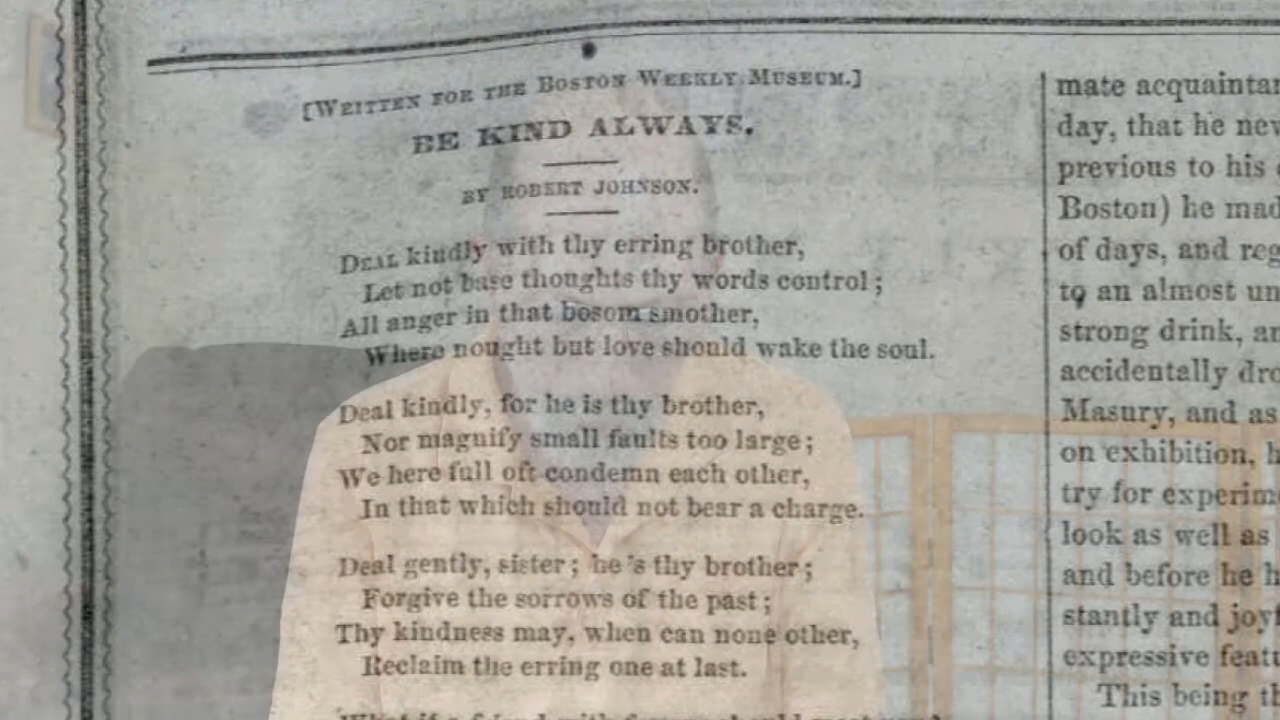 [WRITTEN FOR THE BOSTON WEEKLY MUSEUM.]
BE KIND ALWAYS.
BY ROBERT JOHNSON.
DEAL kindly with thy erring brother,
Let not base thoughts thy words control;
All anger in that bosom smother,
Where nought but love should wake the soul.
Deal kindly, for he is thy brother,
Nor magnify small faults too large;
We here full oft condemn each other,
In that which should not bear a charge.
Deal gently, sister; he's thy brother;
Forgive the sorrows of the past;
Thy kindness may, when can none other,
Reclaim the erring one at last.
mate acquaintan
day, that he nev
previous to his
Boston) he mad
of days, and reg
to an almost un
strong drink, an
accidentally dro
Masury, and as
on exhibition, h
try for experim
look as well as
and before he h
stantly and joyf
expressive featu
This being th